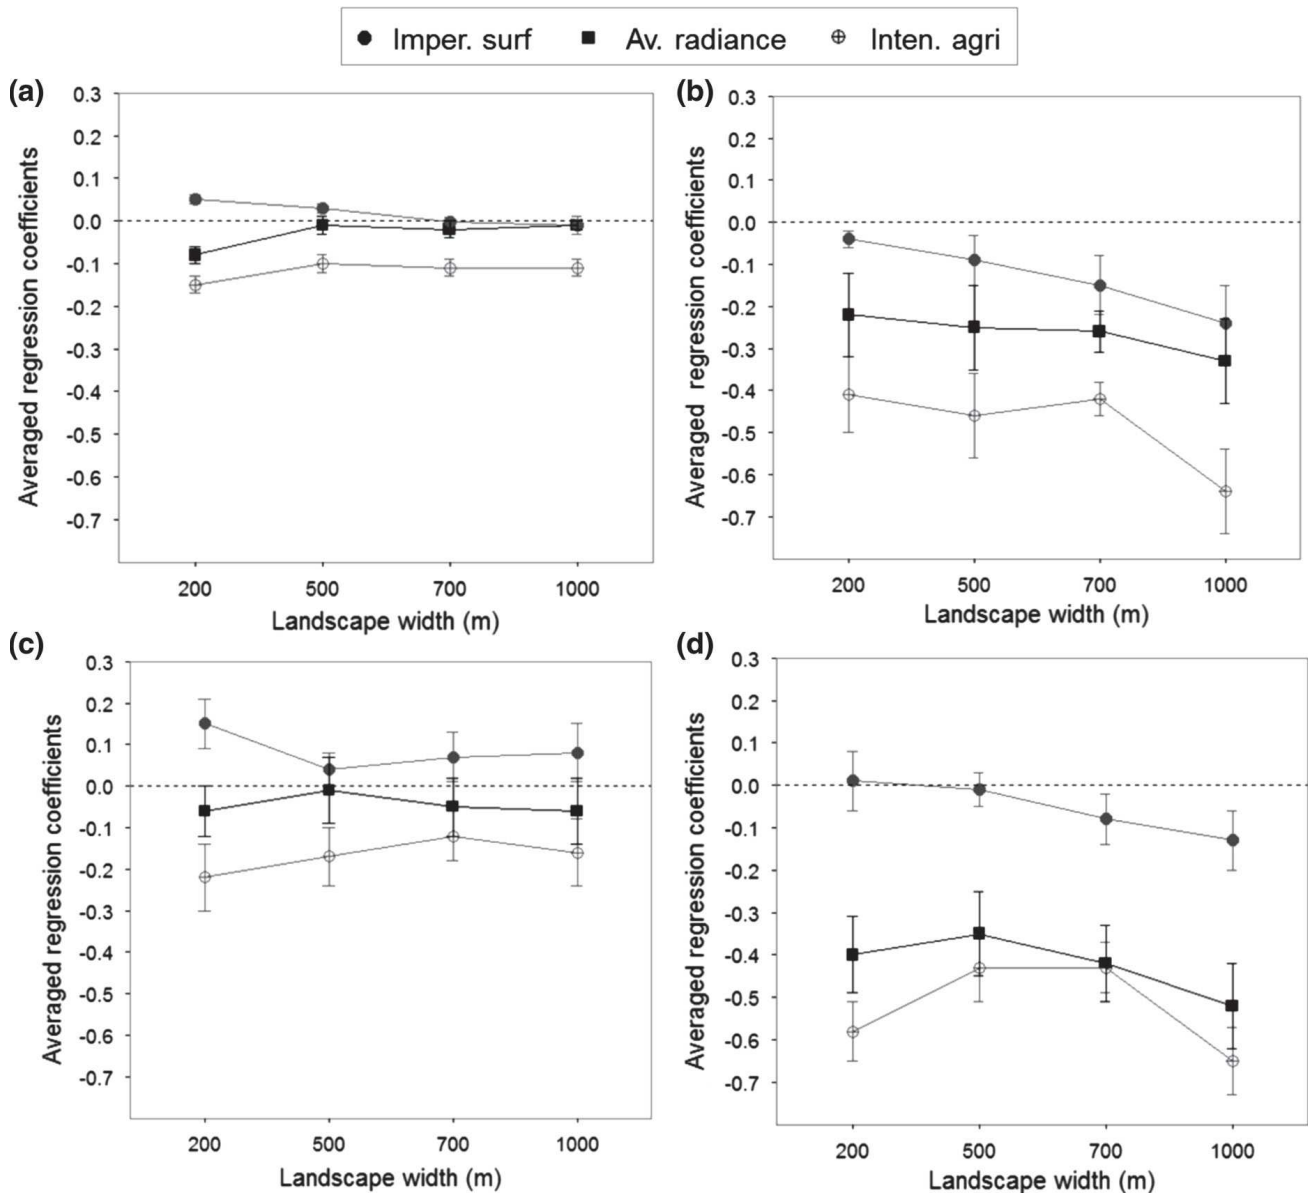 Imper. surf Av. radiance Inten. agri
(a)
0.3
0.2
0.1
0.0
-0.1
-0.2
-0.3
-0.4
-0.5
-0.6
-0.7
Averaged regression coefficients
200 500 700 1000
Landscape width (m)
(b)
0.3
0.2
0.1
0.0
-0.1
-0.2
-0.3
-0.4
-0.5
-0.6
-0.7
Averaged regression coefficients
200 500 700 1000
Landscape width (m)
(c)
0.3
0.2
0.1
0.0
-0.1
-0.2
-0.3
-0.4
-0.5
-0.6
-0.7
Averaged regression coefficients
200 500 700 1000
Landscape width (m)
(d)
0.3
0.2
0.1
0.0
-0.1
-0.2
-0.3
-0.4
-0.5
-0.6
-0.7
Averaged regression coefficients
200 500 700 1000
Landscape width (m)